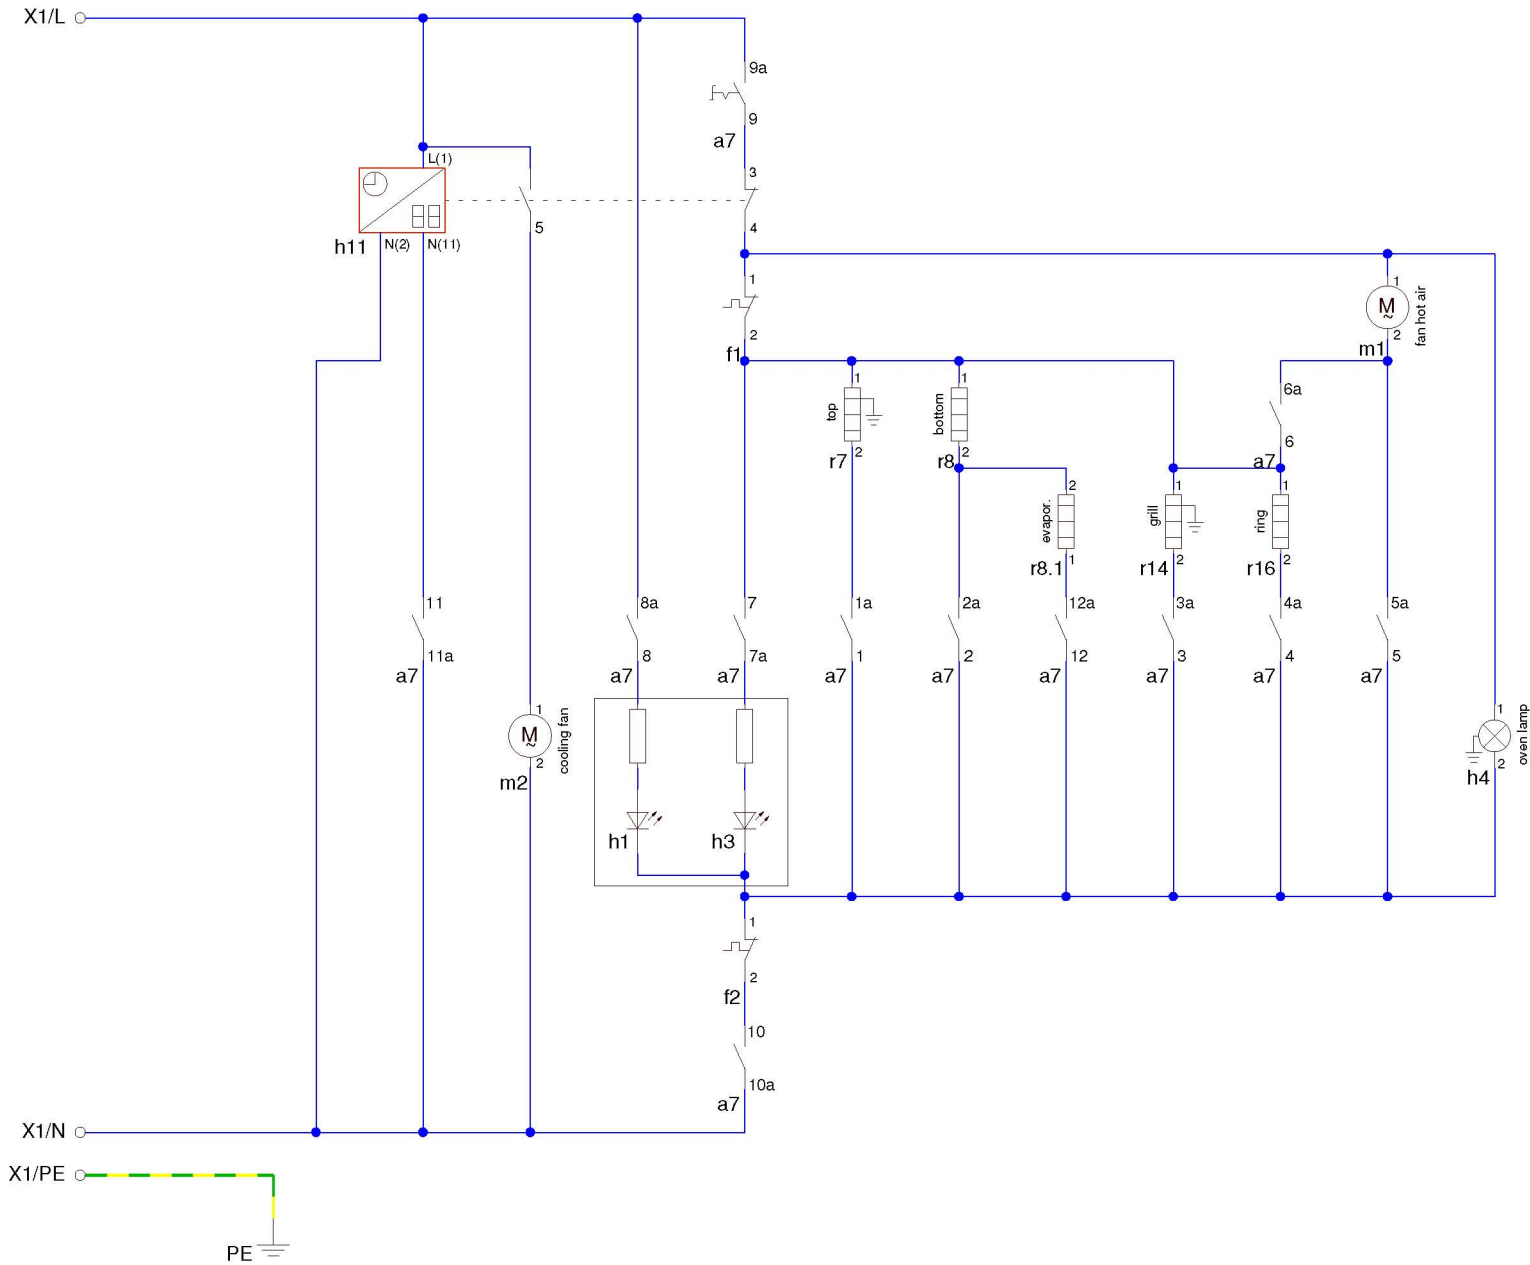 X1/L
9a
9
a7
L(1)
3
5
4
h11
N(2)
N(11)
1
1
M
~
fan hot air
2
2
f1
m1
1
1
6a
top
bottom
6
r7
2
r8
2
a7
2
1
1
evapor.
grill
ring
r8.1
1
r14
2
r16
2
11
8a
7
1a
2a
12a
3a
4a
5a
11a
8
7a
1
2
12
3
4
5
a7
a7
a7
a7
a7
a7
a7
a7
a7
1
1
M
~
cooling fan
oven lamp
2
2
m2
h4
h1
h3
1
2
f2
10
10a
a7
X1/N
X1/PE
PE